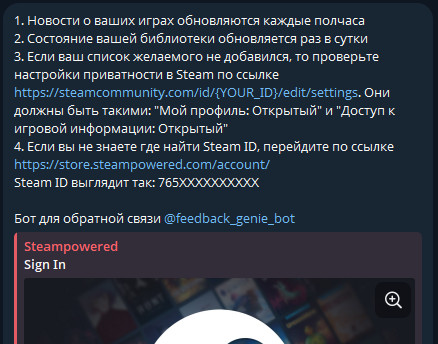 1. Новости о ваших играх обновляются каждые полчаса
2. Состояние вашей библиотеки обновляется раз в сутки
3. Если ваш список желаемого не добавился, то проверьте
настройки приватности в Steam по ссылке
https://steamcommunity.com/id/{YOUR_ID}/edit/settings. Они
должны быть такими: "Мой профиль: Открытый" и "Доступ к
игровой информации: Открытый"
4. Если вы не знаете где найти Steam ID, перейдите по ссылке
https://store.steampowered.com/account/
Steam ID выглядит так: 765XXXXXXXXXX
Бот для обратной связи @feedback_genie_bot
Steampowered
Sign In